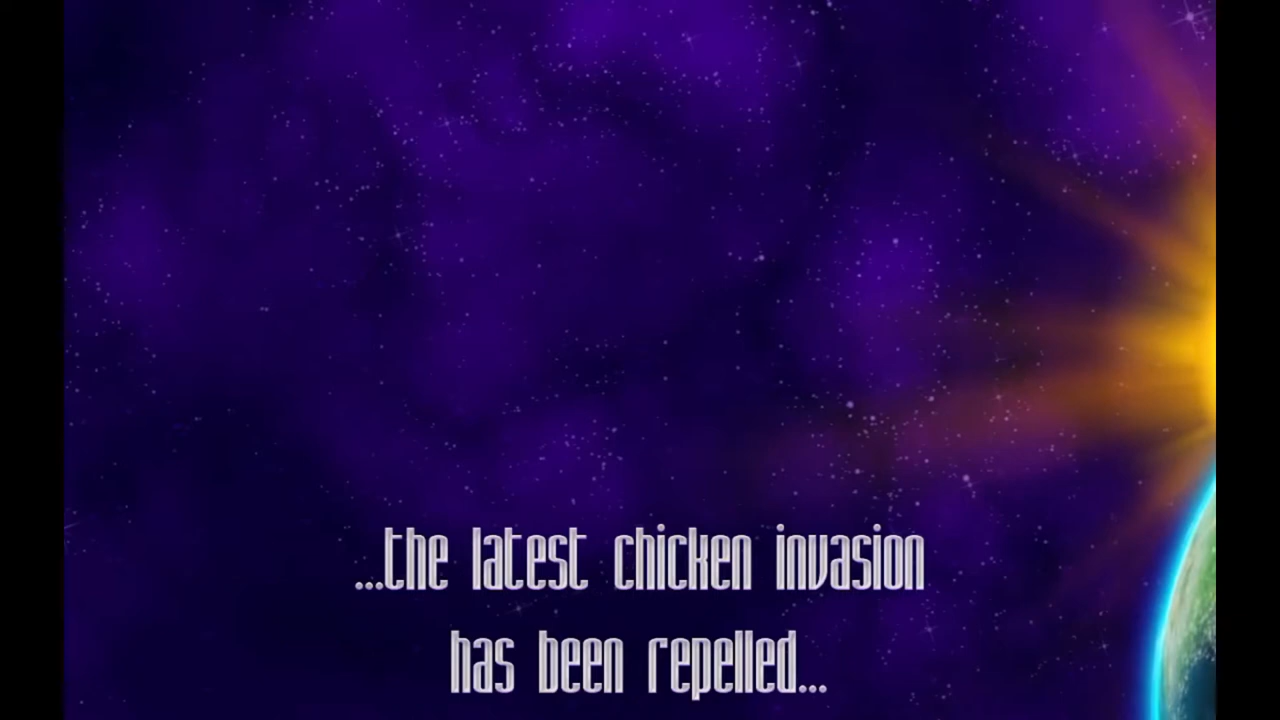 ...the latest chicken invasion
has been repelled...